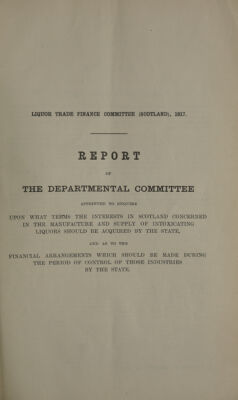 LIQUOR TRADE FINANCE COMMITTEE (SCOTLAND), 1917.
REPORT
OF
THE DEPARTMENTAL COMMITTEE
APPOINTED TO ENQUIRE
UPON WHAT TERMS THE INTERESTS IN SCOTLAND CONCERNED
IN THE MANUFACTURE AND SUPPLY OF INTOXICATING
LIQUORS SHOULD BE ACQUIRED BY THE STATE,
AND AS TO THE
FINANCIAL ARRANGEMENTS WHICH SHOULD BE MADE DURING
THE PERIOD OF CONTROL OF THOSE INDUSTRIES
BY THE STATE.